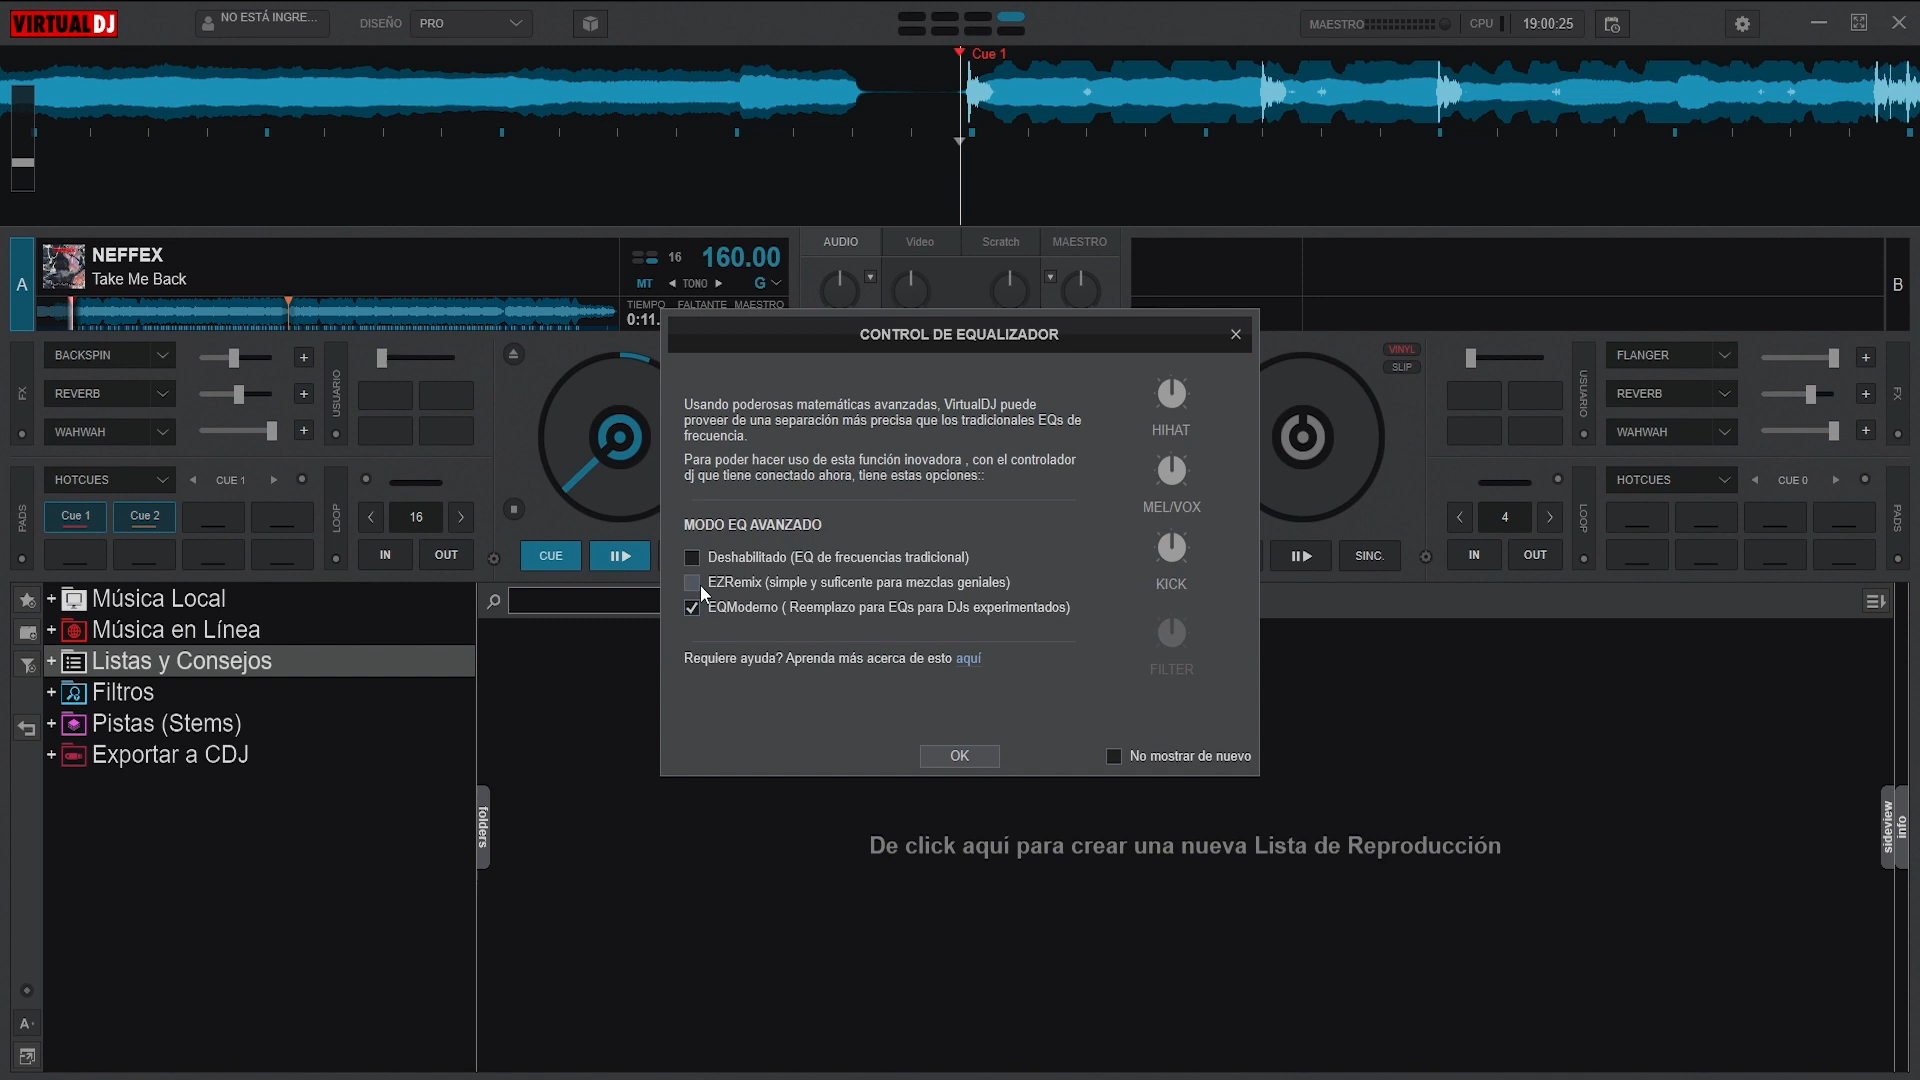 VIRTUAL DJ
NO ESTÁ INGRE...
DISEÑO
PRO
MAESTRO
CPU
19:00:25
Cue 1
A
NEFFEX
Take Me Back
16
160.00
MT
TONO
G
TIEMPO
FALTANTE
MAESTRO
0:11.
AUDIO
Video
Scratch
MAESTRO
B
FX
BACKSPIN
+
REVERB
+
WAHWAH
+
USUARIO
PADS
HOTCUES
CUE 1
Cue 1
Cue 2
LOOP
16
IN
OUT
CUE
CONTROL DE EQUALIZADOR
Usando poderosas matemáticas avanzadas, VirtualDJ puede
proveer de una separación más precisa que los tradicionales EQs de
frecuencia.
Para poder hacer uso de esta función inovadora , con el controlador
dj que tiene conectado ahora, tiene estas opciones::
MODO EQ AVANZADO
Deshabilitado (EQ de frecuencias tradicional)
EZRemix (simple y suficente para mezclas geniales)
EQModerno ( Reemplazo para EQs para DJs experimentados)
Requiere ayuda? Aprenda más acerca de esto aquí
HIHAT
MEL/VOX
KICK
FILTER
OK
No mostrar de nuevo
VINYL
SLIP
USUARIO
FLANGER
+
REVERB
+
WAHWAH
+
FX
SINC.
4
IN
OUT
LOOP
HOTCUES
CUE 0
PADS
+ Música Local
+ Música en Línea
+ Listas y Consejos
+ Filtros
+ Pistas (Stems)
+ Exportar a CDJ
A
folders
De click aquí para crear una nueva Lista de Reproducción
sideview
info